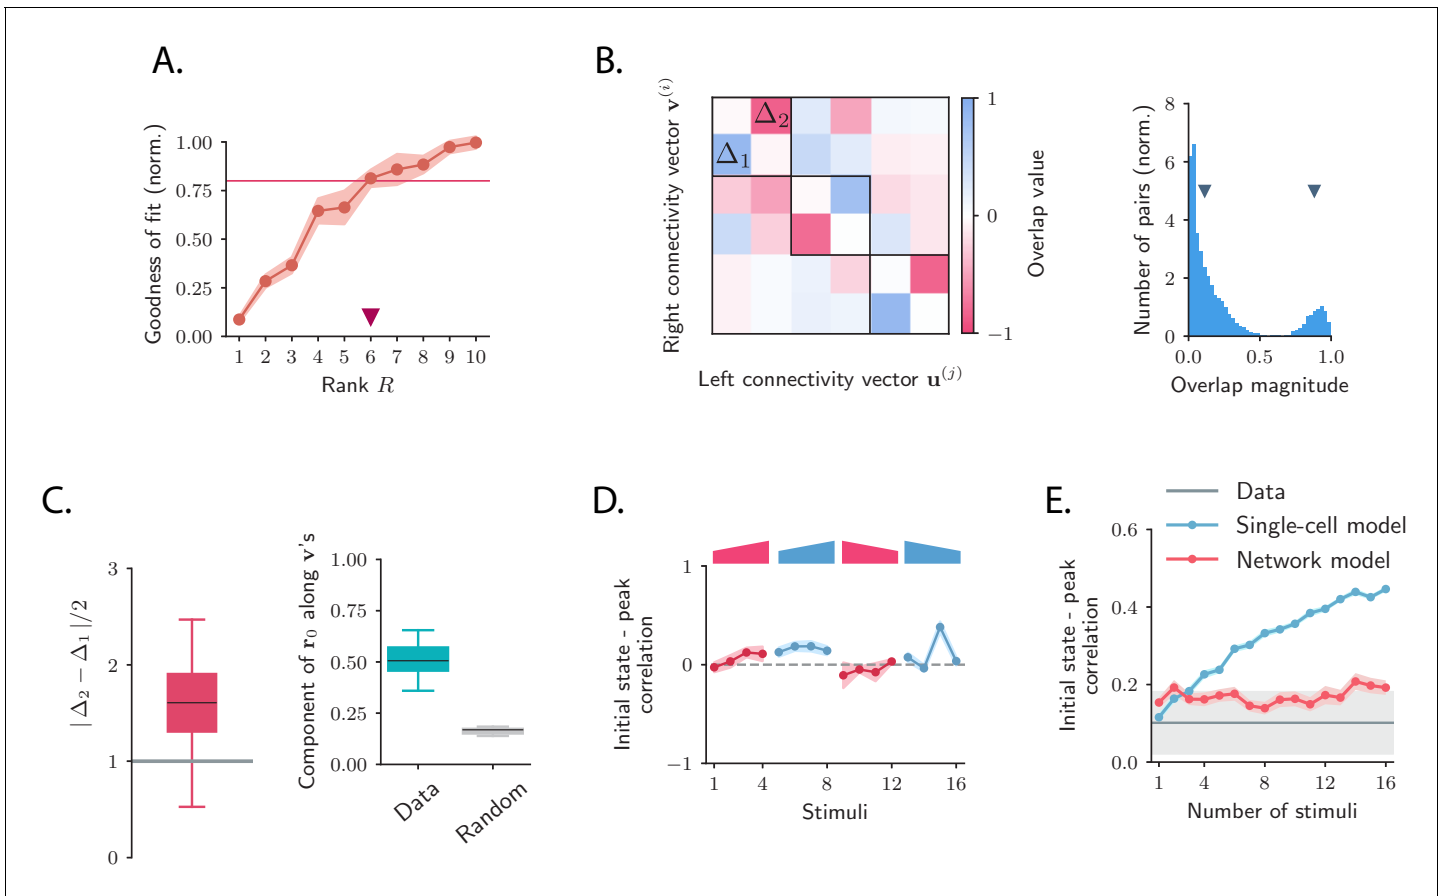 A.
Goodness of fit (norm.)
1.00
0.75
0.50
0.25
0.00
1 2 3 4 5 6 7 8 9 10
Rank R
B.
Right connectivity vector v^(i)
Δ₂
Δ₁
Left connectivity vector u^(j)
1
0
−1
Overlap value
Number of pairs (norm.)
8
6
4
2
0
0.0 0.5 1.0
Overlap magnitude
C.
| Δ₂ − Δ₁ |/2
3
2
1
0
Component of r₀ along v's
1.00
0.75
0.50
0.25
0.00
Data
Random
D.
Initial state - peak
correlation
1
0
−1
1 4 8 12 16
Stimuli
E.
Data
Single-cell model
Network model
Initial state - peak
correlation
0.6
0.4
0.2
0.0
1 4 8 12 16
Number of stimuli